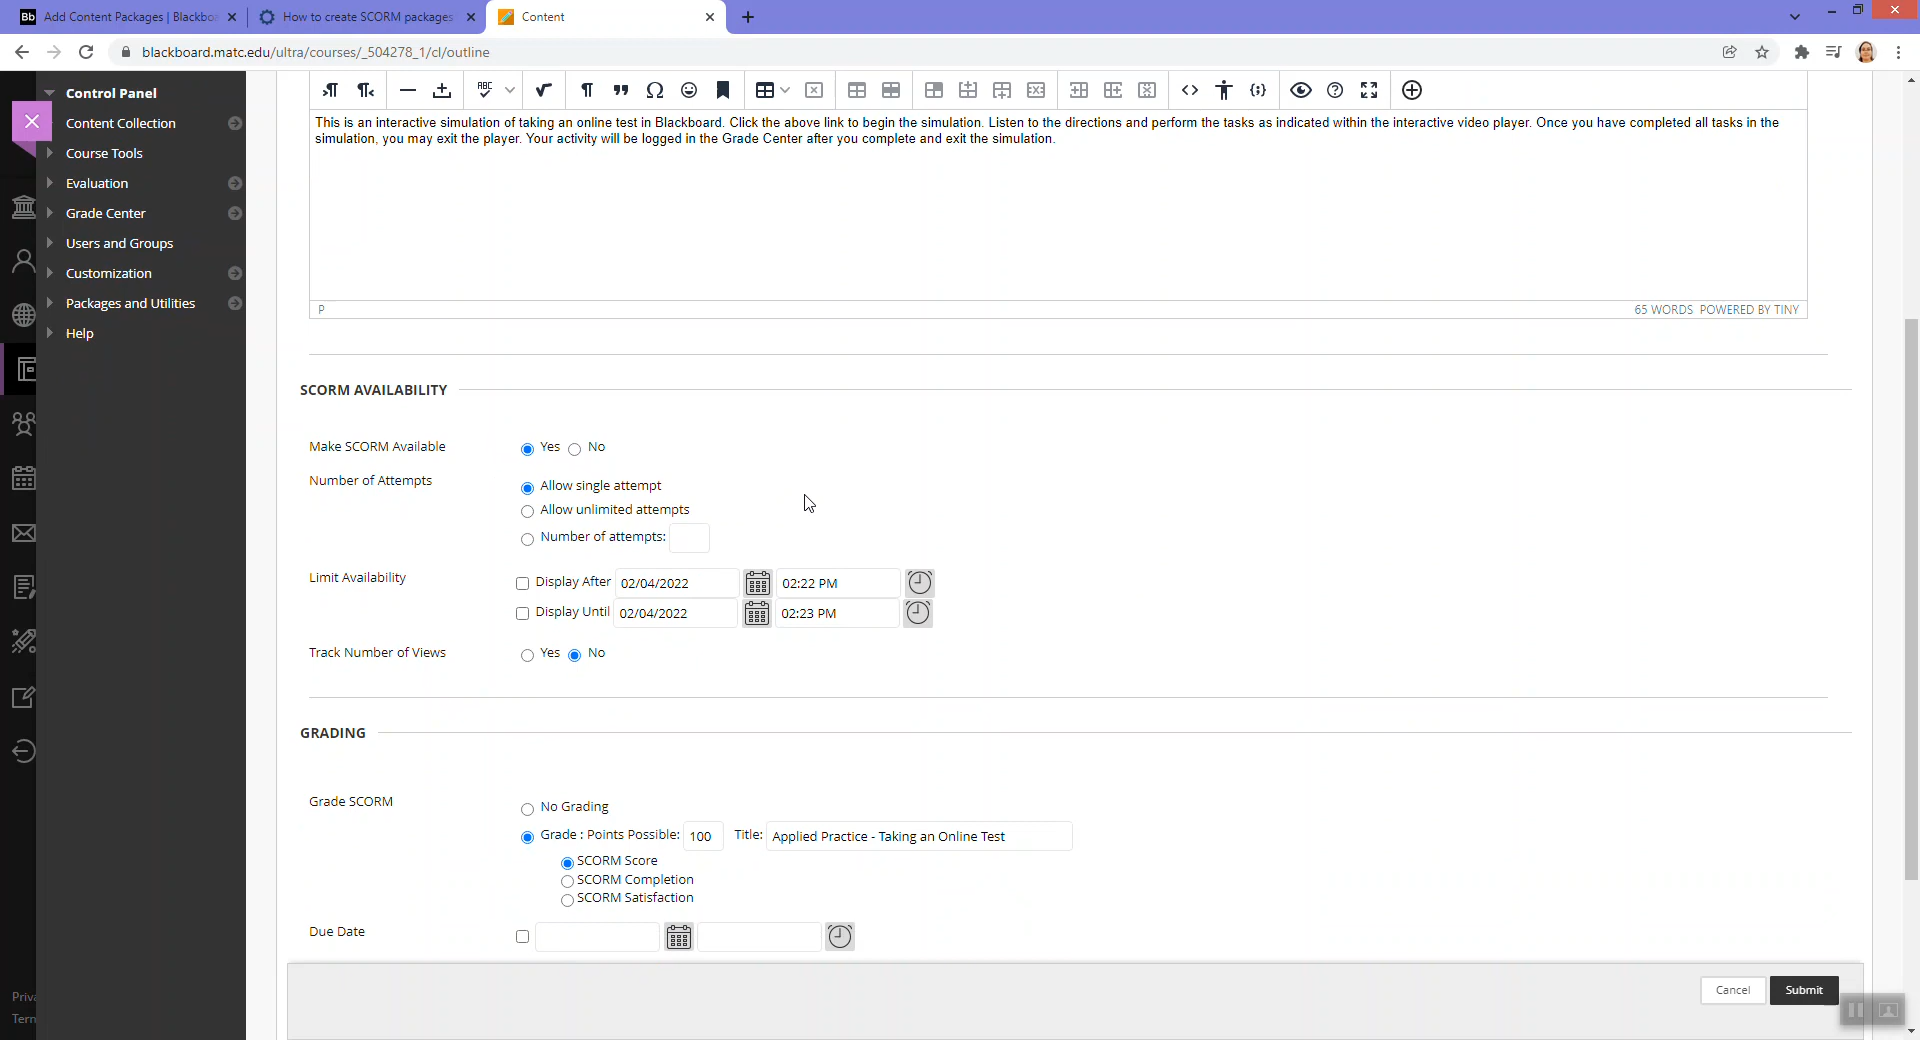 Bb Add Content Packages | Blackbo
How to create SCORM packages
Content
blackboard.matc.edu/ultra/courses/_504278_1/cl/outline
Control Panel
Content Collection
Course Tools
Evaluation
Grade Center
Users and Groups
Customization
Packages and Utilities
Help
Priva
Tern
ABC
This is an interactive simulation of taking an online test in Blackboard. Click the above link to begin the simulation. Listen to the directions and perform the tasks as indicated within the interactive video player. Once you have completed all tasks in the
simulation, you may exit the player. Your activity will be logged in the Grade Center after you complete and exit the simulation.
P
65 WORDS POWERED BY TINY
SCORM AVAILABILITY
Make SCORM Available Yes No
Number of Attempts Allow single attempt
Allow unlimited attempts
Number of attempts:
Limit Availability Display After 02/04/2022 02:22 PM
Display Until 02/04/2022 02:23 PM
Track Number of Views Yes No
GRADING
Grade SCORM No Grading
Grade : Points Possible: 100 Title: Applied Practice - Taking an Online Test
SCORM Score
SCORM Completion
SCORM Satisfaction
Due Date
Cancel Submit